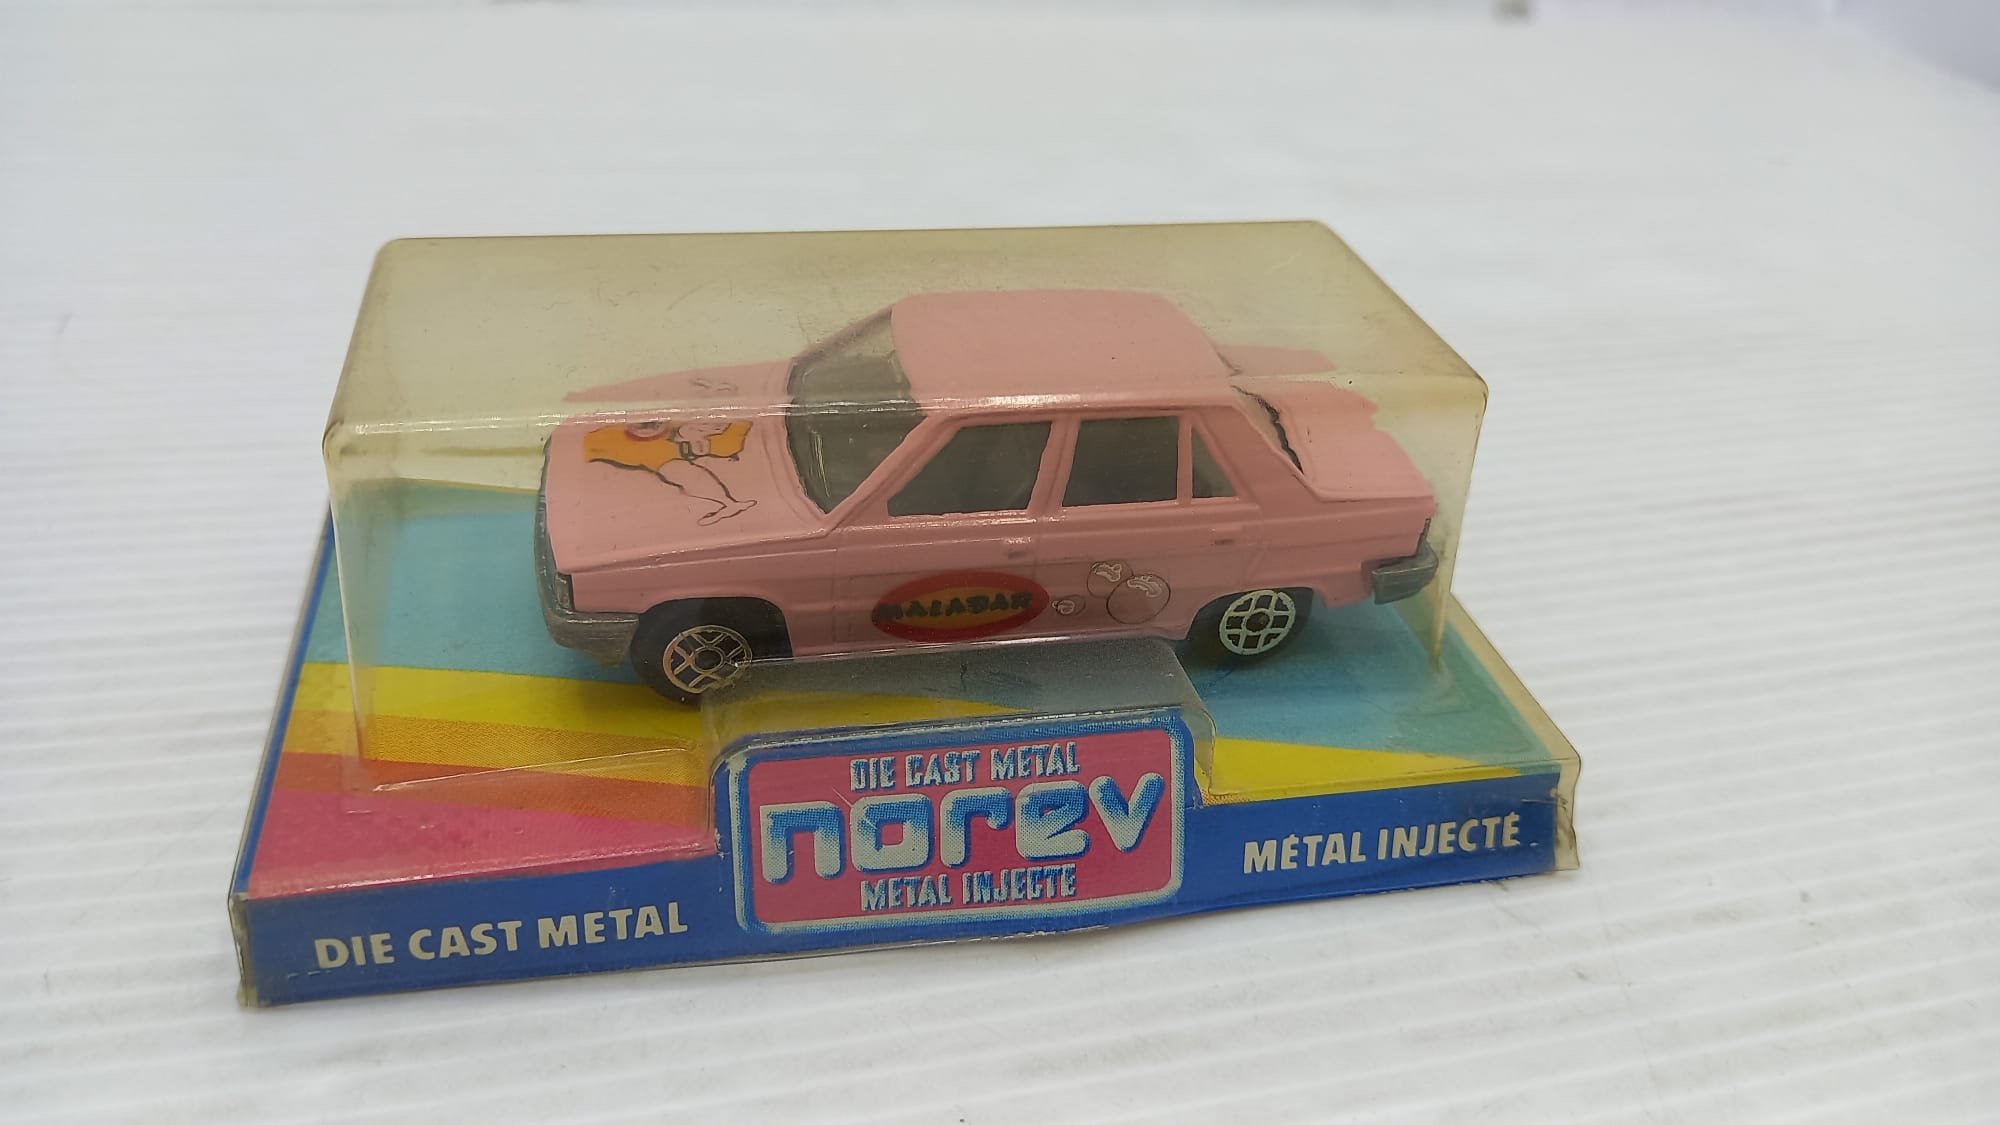 MALABAR
DIE CAST METAL
norev
METAL INJECTE
DIE CAST METAL
MÉTAL INJECTÉ